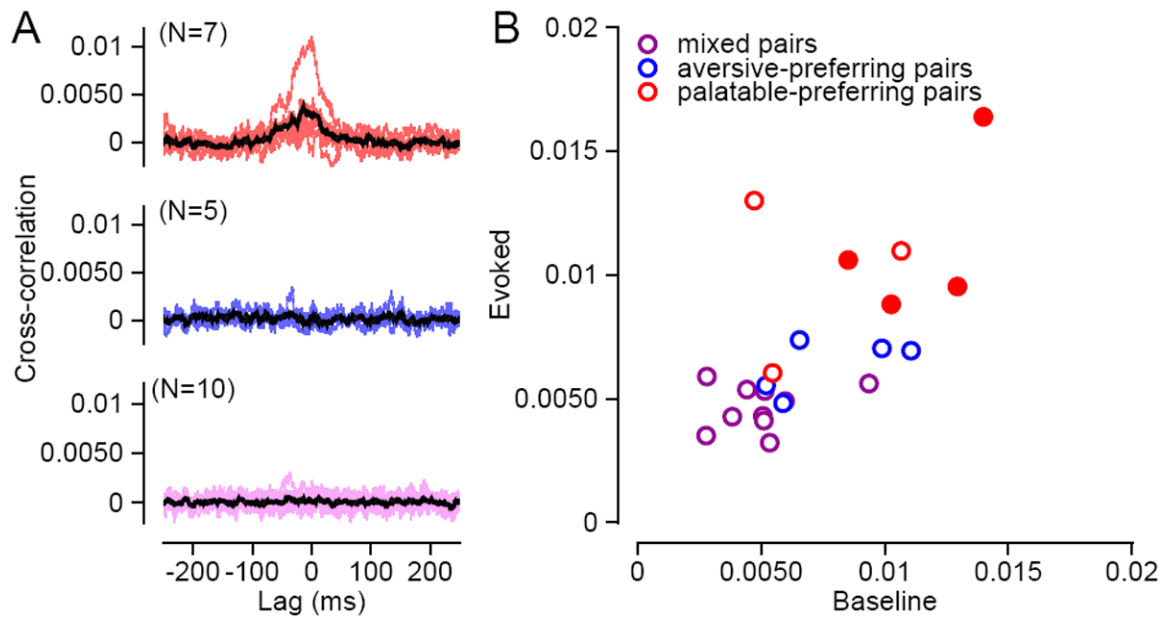 A
(N=7)
0.01
0.0050
0
(N=5)
0.01
0.0050
0
(N=10)
0.01
0.0050
0
Cross-correlation
-200 -100 0 100 200
Lag (ms)
B
mixed pairs
aversive-preferring pairs
palatable-preferring pairs
0.02
0.015
0.01
0.0050
0
Evoked
0 0.0050 0.01 0.015 0.02
Baseline